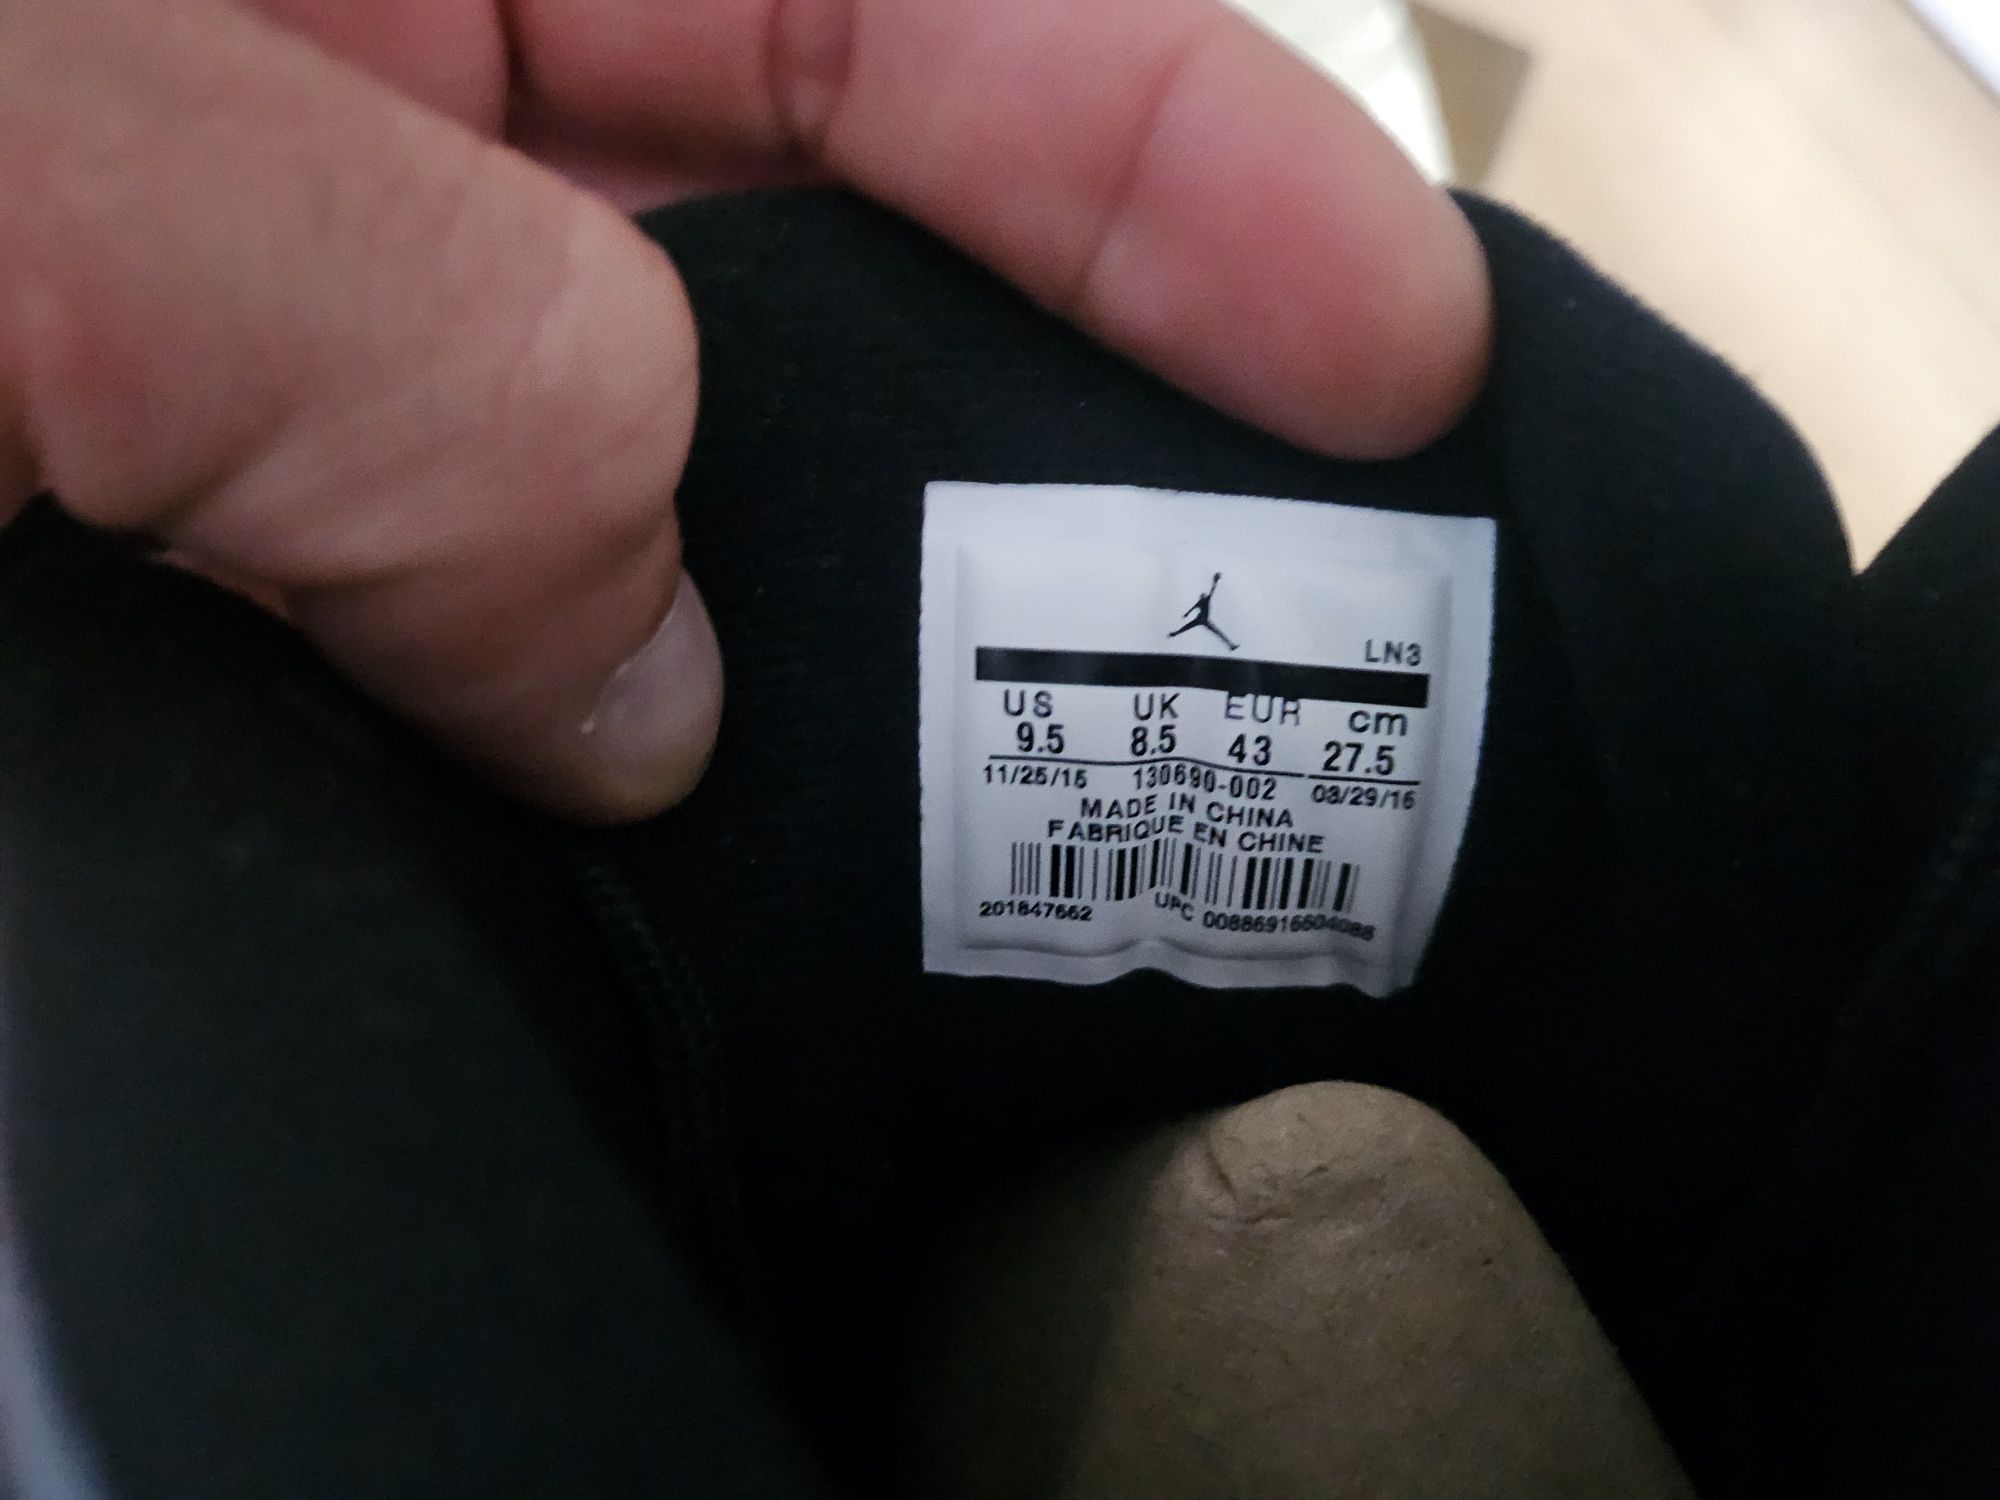 LN3
US UK EUR cm
9.5 8.5 43 27.5
11/25/15 130690-002 03/29/16
MADE IN CHINA
FABRIQUE EN CHINE
201847662 UPC 00886916604088